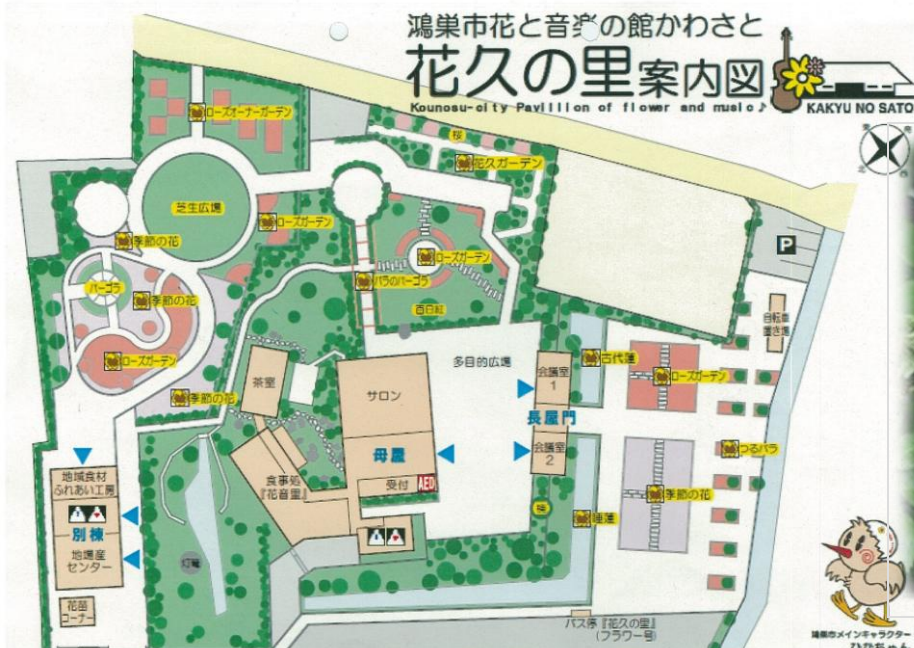 鴻巣市花と音楽の館かわさと
花久の里案内図
Kounosu-city Pavillion of flower and music♪
KAKYU NO SATO
ローズオーナーガーデン
桜
花久ガーデン
芝生広場
ローズガーデン
季節の花
ローズガーデン
パーゴラ
バラのパーゴラ
季節の花
百日紅
P
自転車
置き場
ローズガーデン
茶室
サロン
多目的広場
会議室
1
古代蓮
ローズガーデン
季節の花
長屋門
母屋
会議室
2
つるバラ
地域食材
ふれあい工房
食事処
『花音里』
受付
AED
季節の花
睡蓮
別棟
地場産
センター
灯篭
花苗
コーナー
バス停『花久の里』
(フラワー号)
鴻巣市メインキャラクター
ひなちゃん